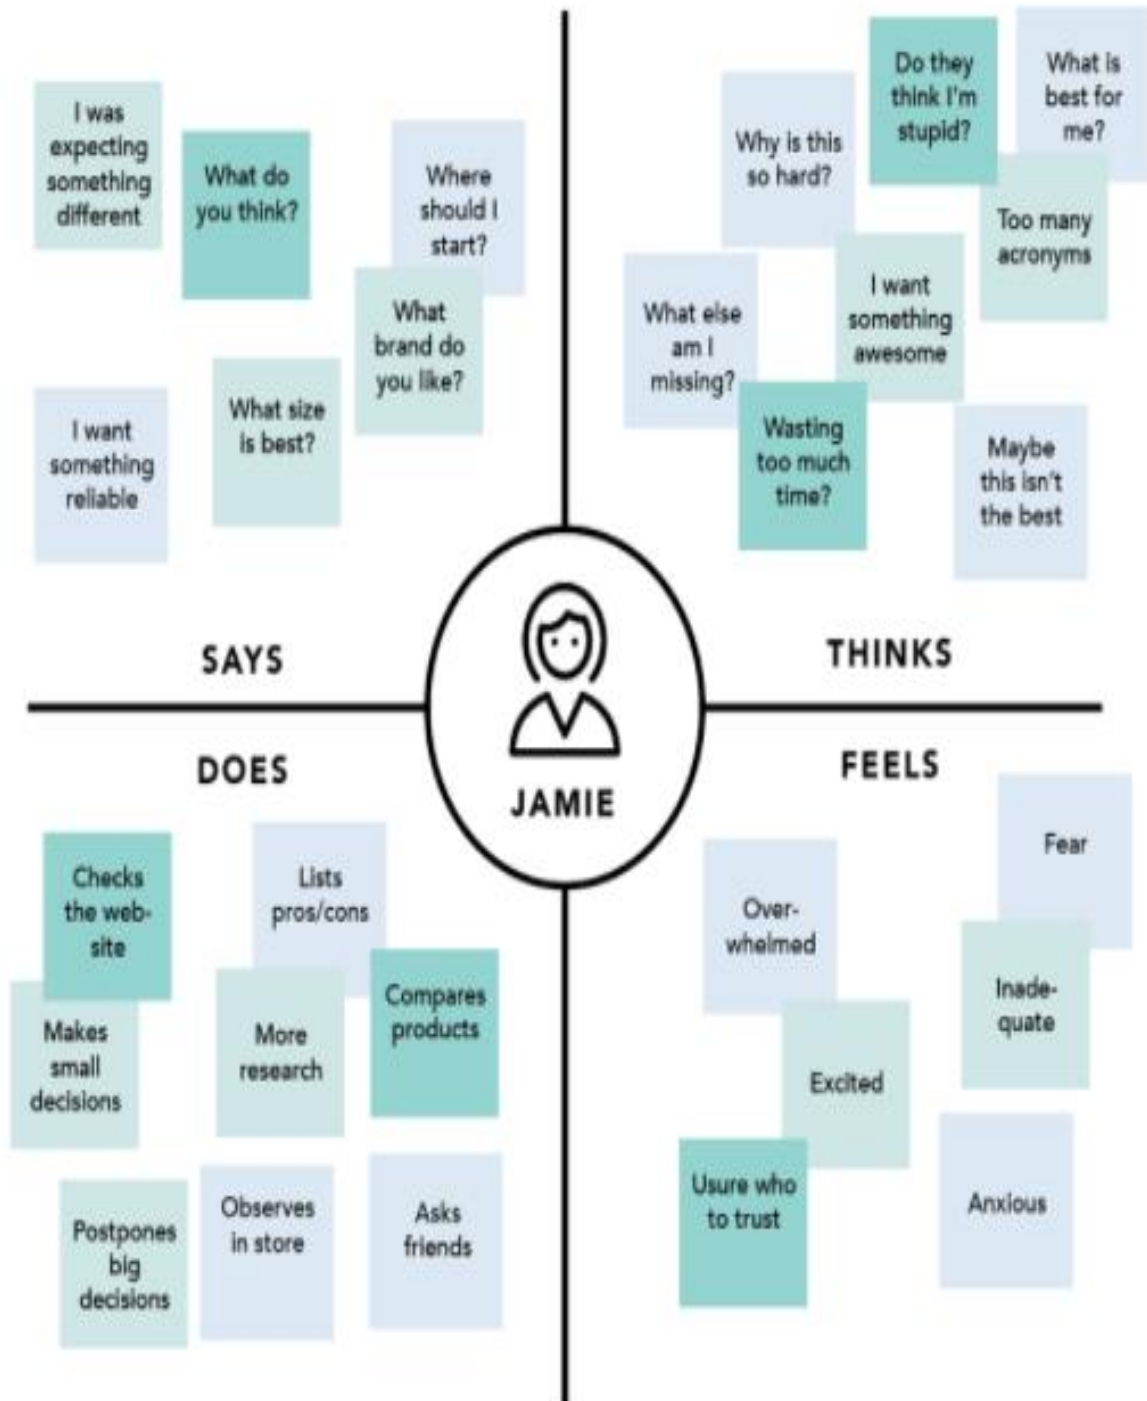 I was
expecting
something
different
What do
you think?
Where
should I
start?
What
brand do
you like?
What size
is best?
I want
something
reliable
SAYS
Do they
think I'm
stupid?
What is
best for
me?
Why is this
so hard?
Too many
acronyms
I want
something
awesome
What else
am I
missing?
Wasting
too much
time?
Maybe
this isn't
the best
THINKS
JAMIE
DOES
Checks
the web-
site
Lists
pros/cons
Compares
products
Makes
small
decisions
More
research
Postpones
big
decisions
Observes
in store
Asks
friends
FEELS
Fear
Over-
whelmed
Inade-
quate
Excited
Usure who
to trust
Anxious